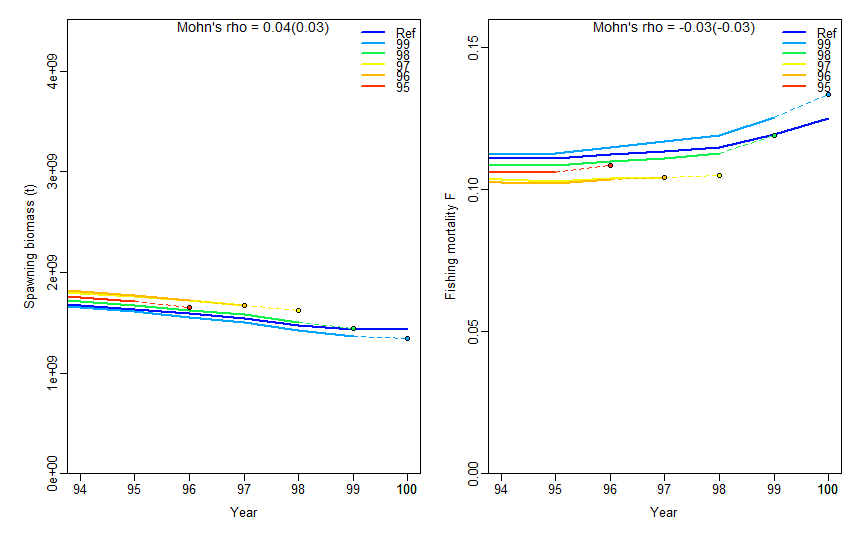 Mohn's rho = 0.04(0.03)
Ref
99
98
97
96
95
4e+09
3e+09
2e+09
1e+09
0e+00
Spawning biomass (t)
94 95 96 97 98 99 100
Year
Mohn's rho = -0.03(-0.03)
Ref
99
98
97
96
95
0.15
0.10
0.05
0.00
Fishing mortality F
94 95 96 97 98 99 100
Year